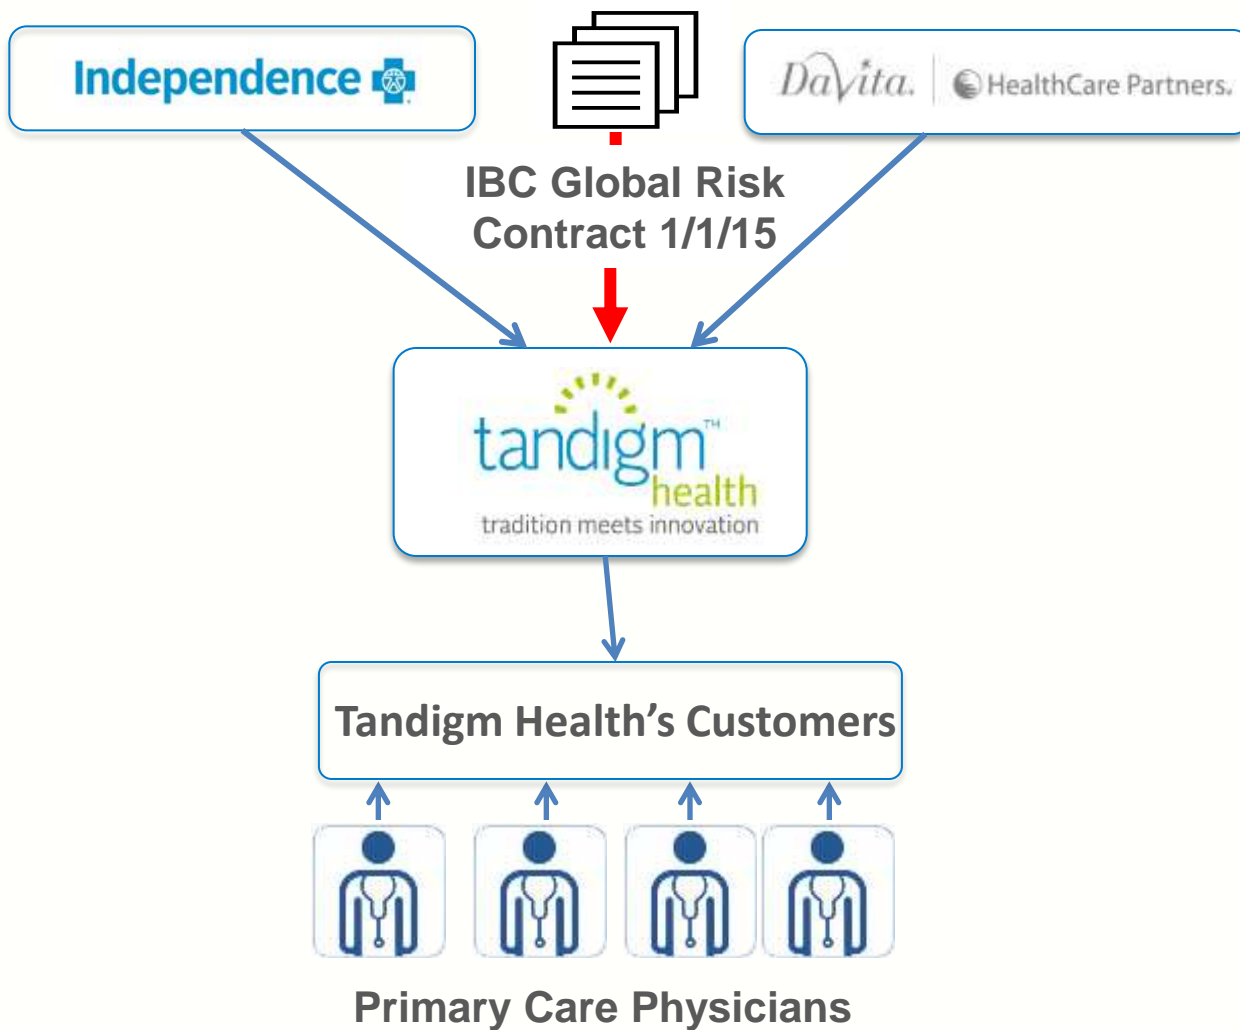 Independence
DaVita. HealthCare Partners.
IBC Global Risk
Contract 1/1/15
tandigm™
health
tradition meets innovation
Tandigm Health’s Customers
Primary Care Physicians